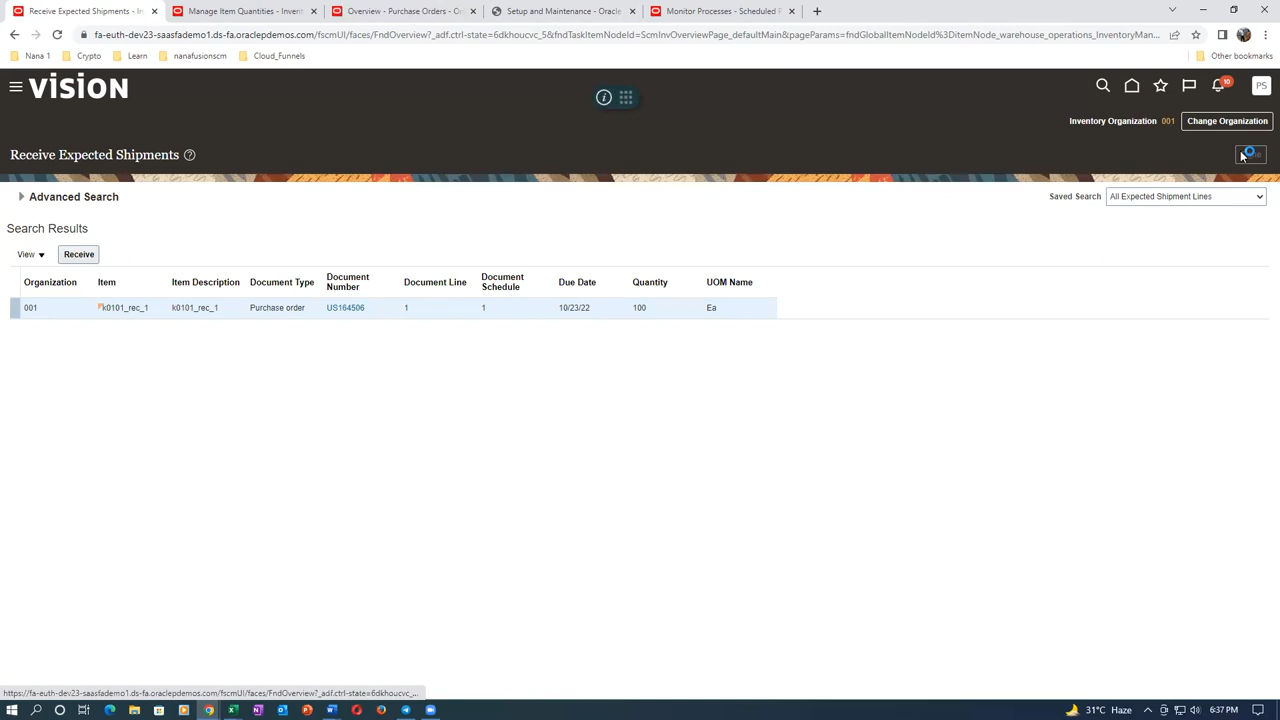 Receive Expected Shipments - In
Manage Item Quantities - Invent
Overview - Purchase Orders - O
Setup and Maintenance - Oracle
Monitor Processes - Scheduled P
fa-euth-dev23-saasfademo1.ds-fa.oraclepdemos.com/fscmUI/faces/FndOverview?_adf.ctrl-state=6dkhoucvc_5&fndTaskItemNodeId=ScmInvOverviewPage_defaultMain&pageParams=fndGlobalItemNodeId%3DitemNode_warehouse_operations_InventoryMan...
Nana 1
Crypto
Learn
nanafusionscm
Cloud_Funnels
Other bookmarks
VISION
10
PS
Inventory Organization 001 Change Organization
Receive Expected Shipments
Advanced Search
Saved Search All Expected Shipment Lines
Search Results
View Receive
Organization Item Item Description Document Type Document Number Document Line Document Schedule Due Date Quantity UOM Name
001 k0101_rec_1 k0101_rec_1 Purchase order US164506 1 1 10/23/22 100 Ea
https://fa-euth-dev23-saasfademo1.ds-fa.oraclepdemos.com/fscmUI/faces/FndOverview?_adf.ctrl-state=6dkhoucvc_...
31°C Haze
6:37 PM